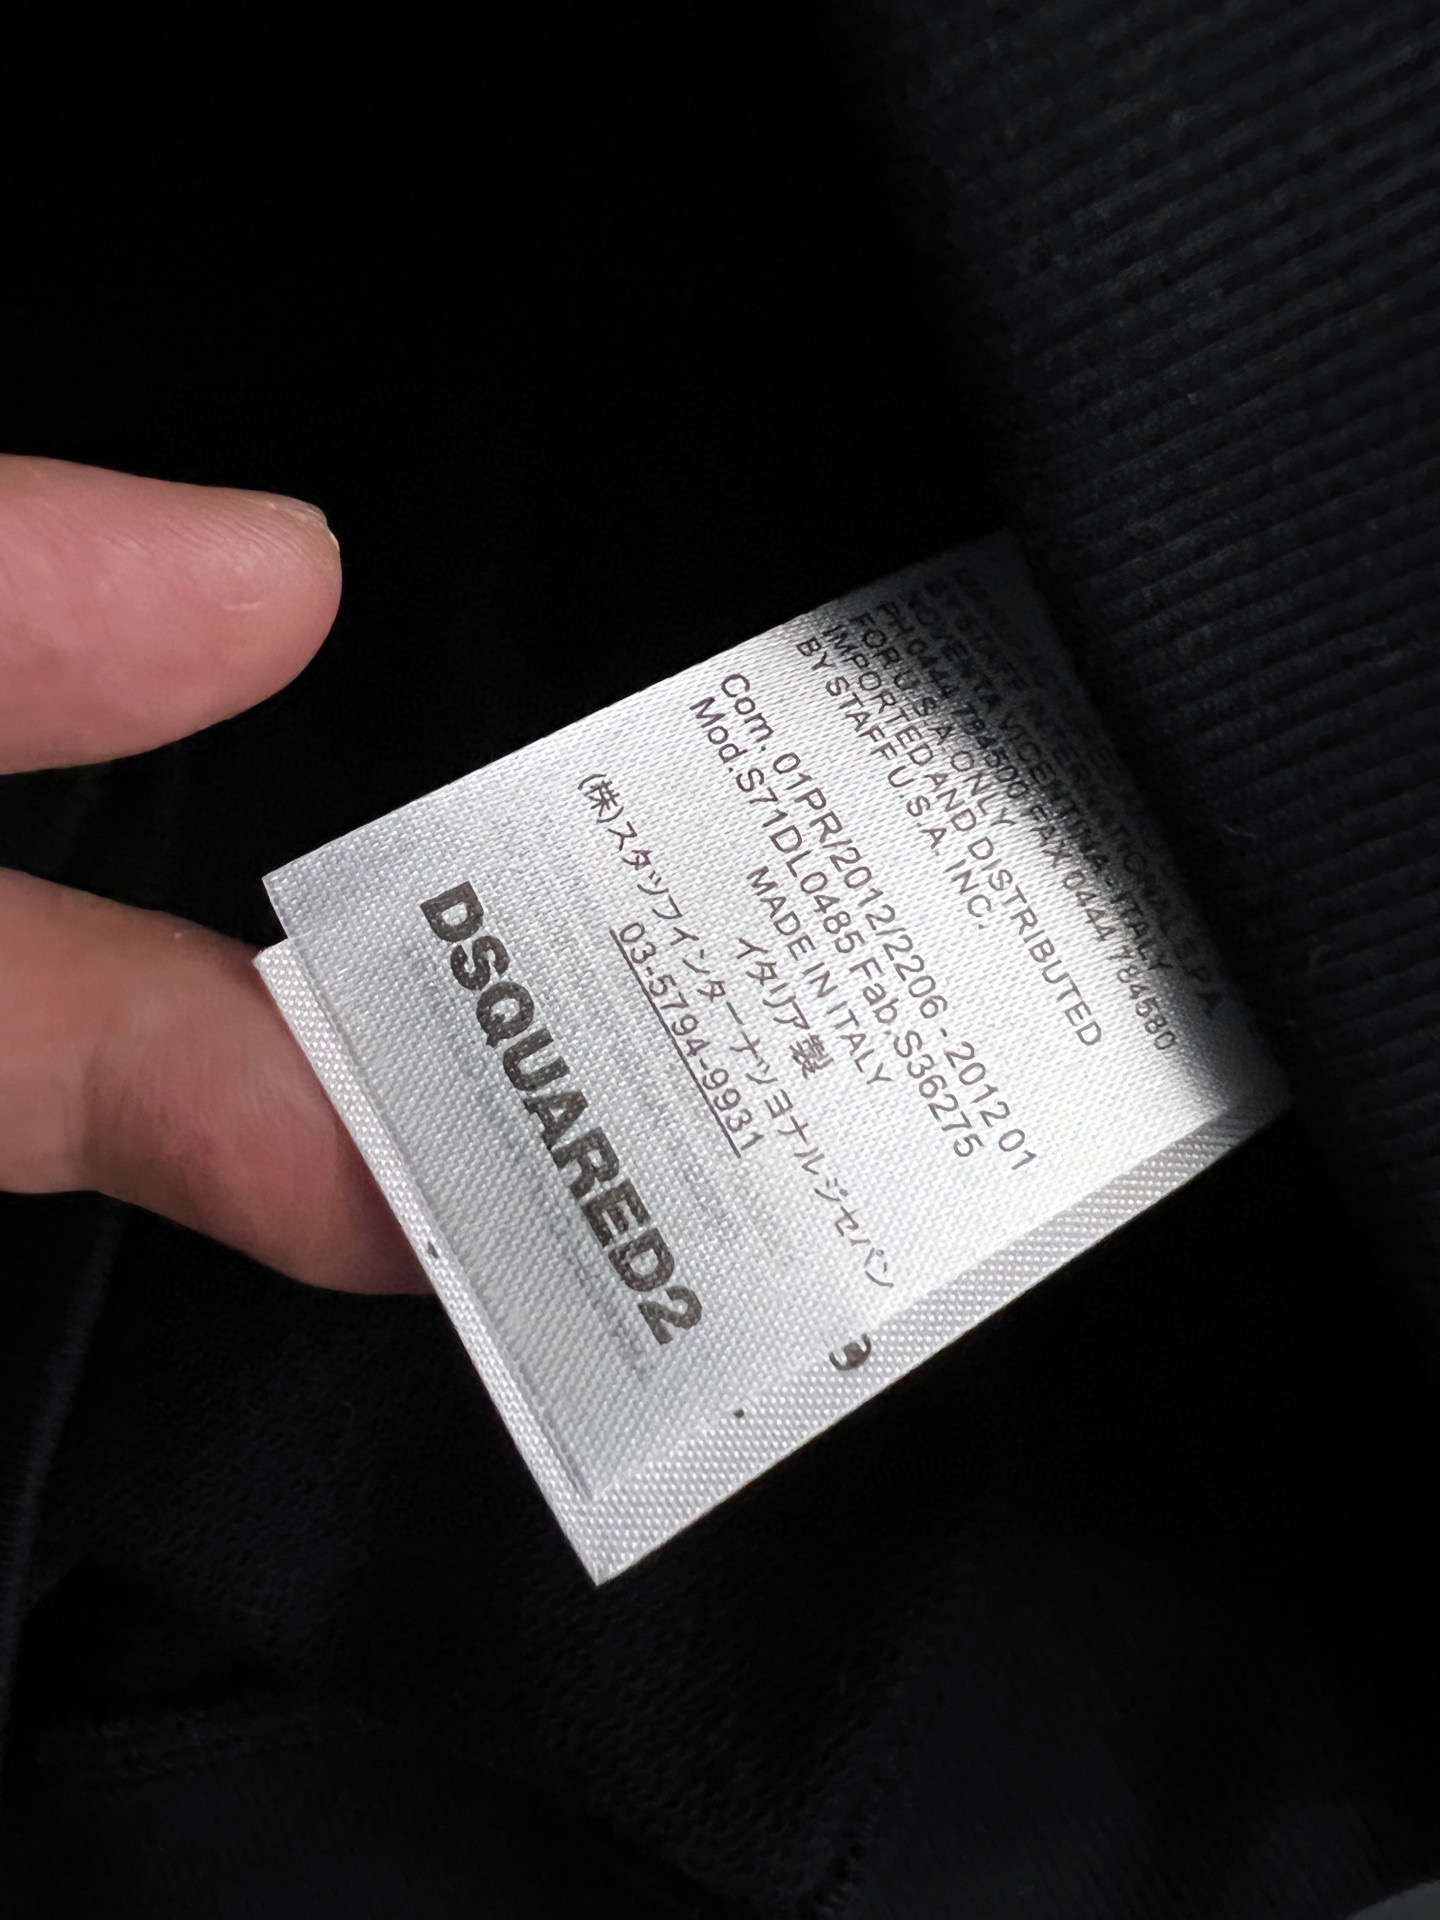 BY STAFF INTERNATIONAL S.P.A
NOVENTA VICENTINA - ITALY
PH 0444 784500 FAX 0444 784580
FOR U.S.A ONLY
IMPORTED AND DISTRIBUTED
BY STAFF U.S.A. INC.
Com. 01PR/2012/2206 - 2012 01
Mod.S71DL0485 Fab.S36275
MADE IN ITALY
イタリア製
(株)スタッフインターナッョナルジセパン
03-5794-9931
DSQUARED2